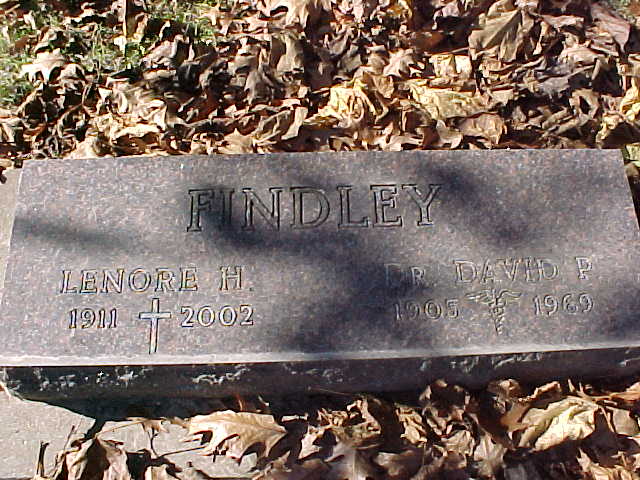 FINDLEY
LENORE H.
1911 2002
DR. DAVID P.
1905 1969